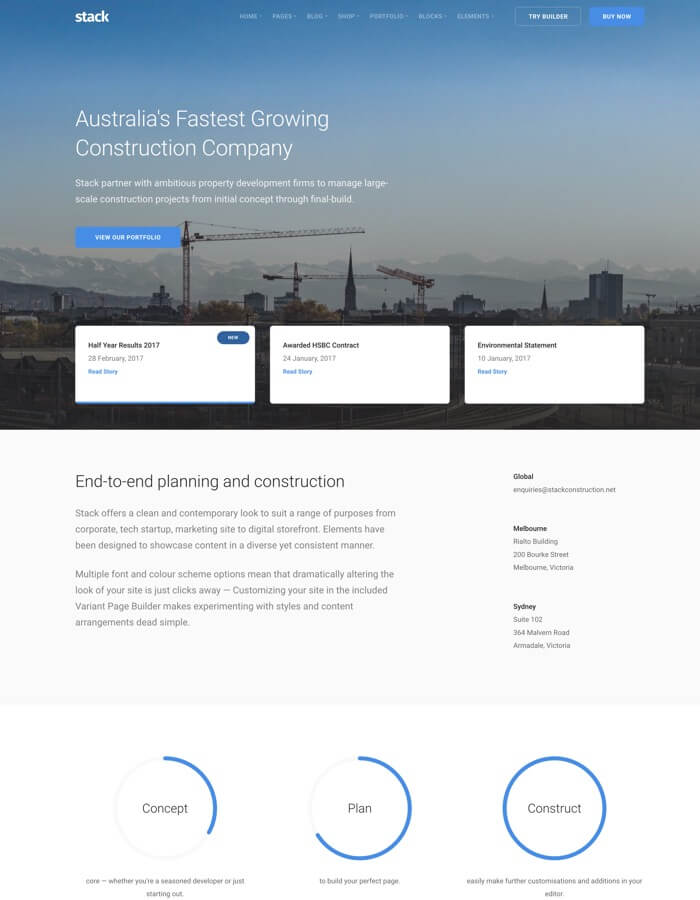 stack
HOME PAGES BLOG SHOP PORTFOLIO BLOCKS ELEMENTS TRY BUILDER BUY NOW
Australia's Fastest Growing
Construction Company
Stack partner with ambitious property development firms to manage large-
scale construction projects from initial concept through final-build.
VIEW OUR PORTFOLIO
NEW
Half Year Results 2017
28 February, 2017
Read Story
Awarded HSBC Contract
24 January, 2017
Read Story
Environmental Statement
10 January, 2017
Read Story
End-to-end planning and construction
Stack offers a clean and contemporary look to suit a range of purposes from
corporate, tech startup, marketing site to digital storefront. Elements have
been designed to showcase content in a diverse yet consistent manner.
Multiple font and colour scheme options mean that dramatically altering the
look of your site is just clicks away — Customizing your site in the included
Variant Page Builder makes experimenting with styles and content
arrangements dead simple.
Global
enquiries@stackconstruction.net
Melbourne
Rialto Building
200 Bourke Street
Melbourne, Victoria
Sydney
Suite 102
364 Malvern Road
Armadale, Victoria
Concept
core — whether you're a seasoned developer or just
starting out.
Plan
to build your perfect page.
Construct
easily make further customisations and additions in your
editor.